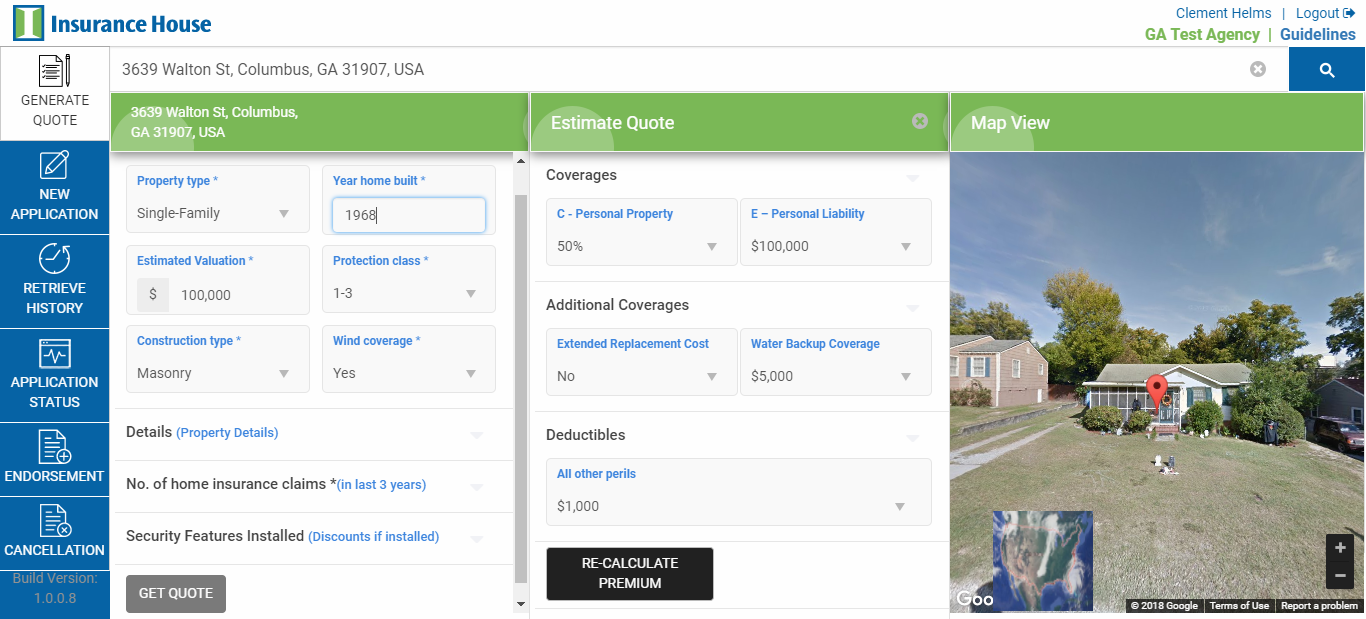 Insurance House
Clement Helms | Logout
GA Test Agency | Guidelines
GENERATE
QUOTE
NEW
APPLICATION
RETRIEVE
HISTORY
APPLICATION
STATUS
ENDORSEMENT
CANCELLATION
Build Version:
1.0.0.8
3639 Walton St, Columbus, GA 31907, USA
3639 Walton St, Columbus,
GA 31907, USA
Property type *
Single-Family
Year home built *
1968
Estimated Valuation *
$ 100,000
Protection class *
1-3
Construction type *
Masonry
Wind coverage *
Yes
Details (Property Details)
No. of home insurance claims *(in last 3 years)
Security Features Installed (Discounts if installed)
GET QUOTE
Estimate Quote
Coverages
C - Personal Property
50%
E – Personal Liability
$100,000
Additional Coverages
Extended Replacement Cost
No
Water Backup Coverage
$5,000
Deductibles
All other perils
$1,000
RE-CALCULATE
PREMIUM
Map View
Goo
+
−
© 2018 Google Terms of Use Report a problem